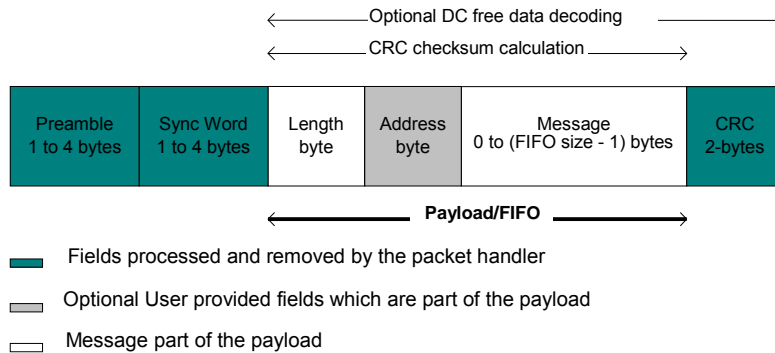 Optional DC free data decoding
CRC checksum calculation
Preamble
1 to 4 bytes
Sync Word
1 to 4 bytes
Length
byte
Address
byte
Message
0 to (FIFO size - 1) bytes
CRC
2-bytes
Payload/FIFO
Fields processed and removed by the packet handler
Optional User provided fields which are part of the payload
Message part of the payload